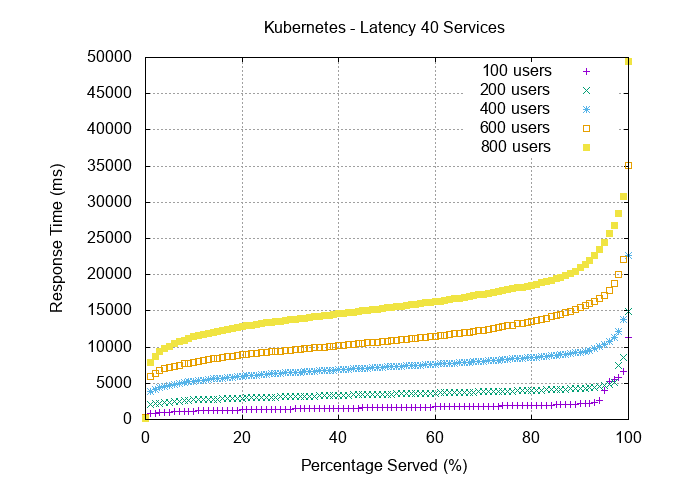 Kubernetes - Latency 40 Services
50000
45000
40000
35000
30000
25000
20000
15000
10000
5000
0
Response Time (ms)
100 users
200 users
400 users
600 users
800 users
0 20 40 60 80 100
Percentage Served (%)